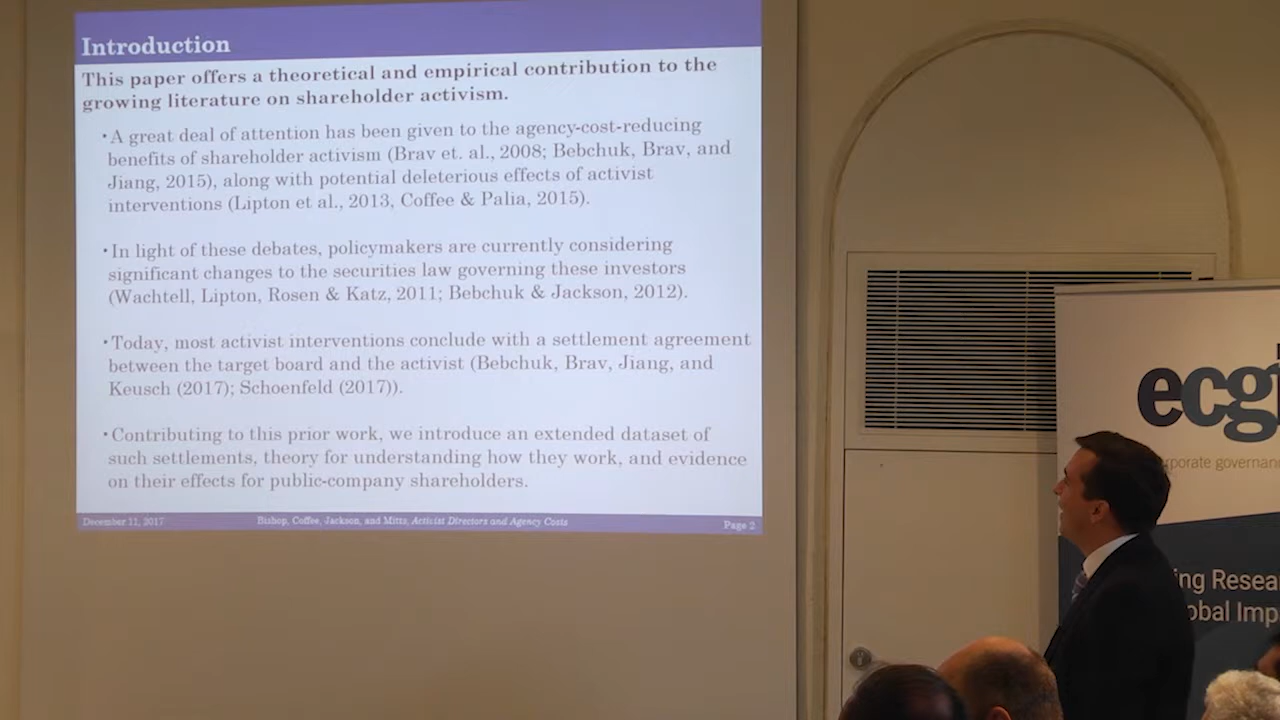 Introduction
This paper offers a theoretical and empirical contribution to the
growing literature on shareholder activism.
•A great deal of attention has been given to the agency-cost-reducing
benefits of shareholder activism (Brav et. al., 2008; Bebchuk, Brav, and
Jiang, 2015), along with potential deleterious effects of activist
interventions (Lipton et al., 2013, Coffee & Palia, 2015).
•In light of these debates, policymakers are currently considering
significant changes to the securities law governing these investors
(Wachtell, Lipton, Rosen & Katz, 2011; Bebchuk & Jackson, 2012).
•Today, most activist interventions conclude with a settlement agreement
between the target board and the activist (Bebchuk, Brav, Jiang, and
Keusch (2017); Schoenfeld (2017)).
•Contributing to this prior work, we introduce an extended dataset of
such settlements, theory for understanding how they work, and evidence
on their effects for public-company shareholders.
December 11, 2017 Bishop, Coffee, Jackson, and Mitts, Activist Directors and Agency Costs Page 2
ecg
rporate governanc
ing Resea
obal Imp